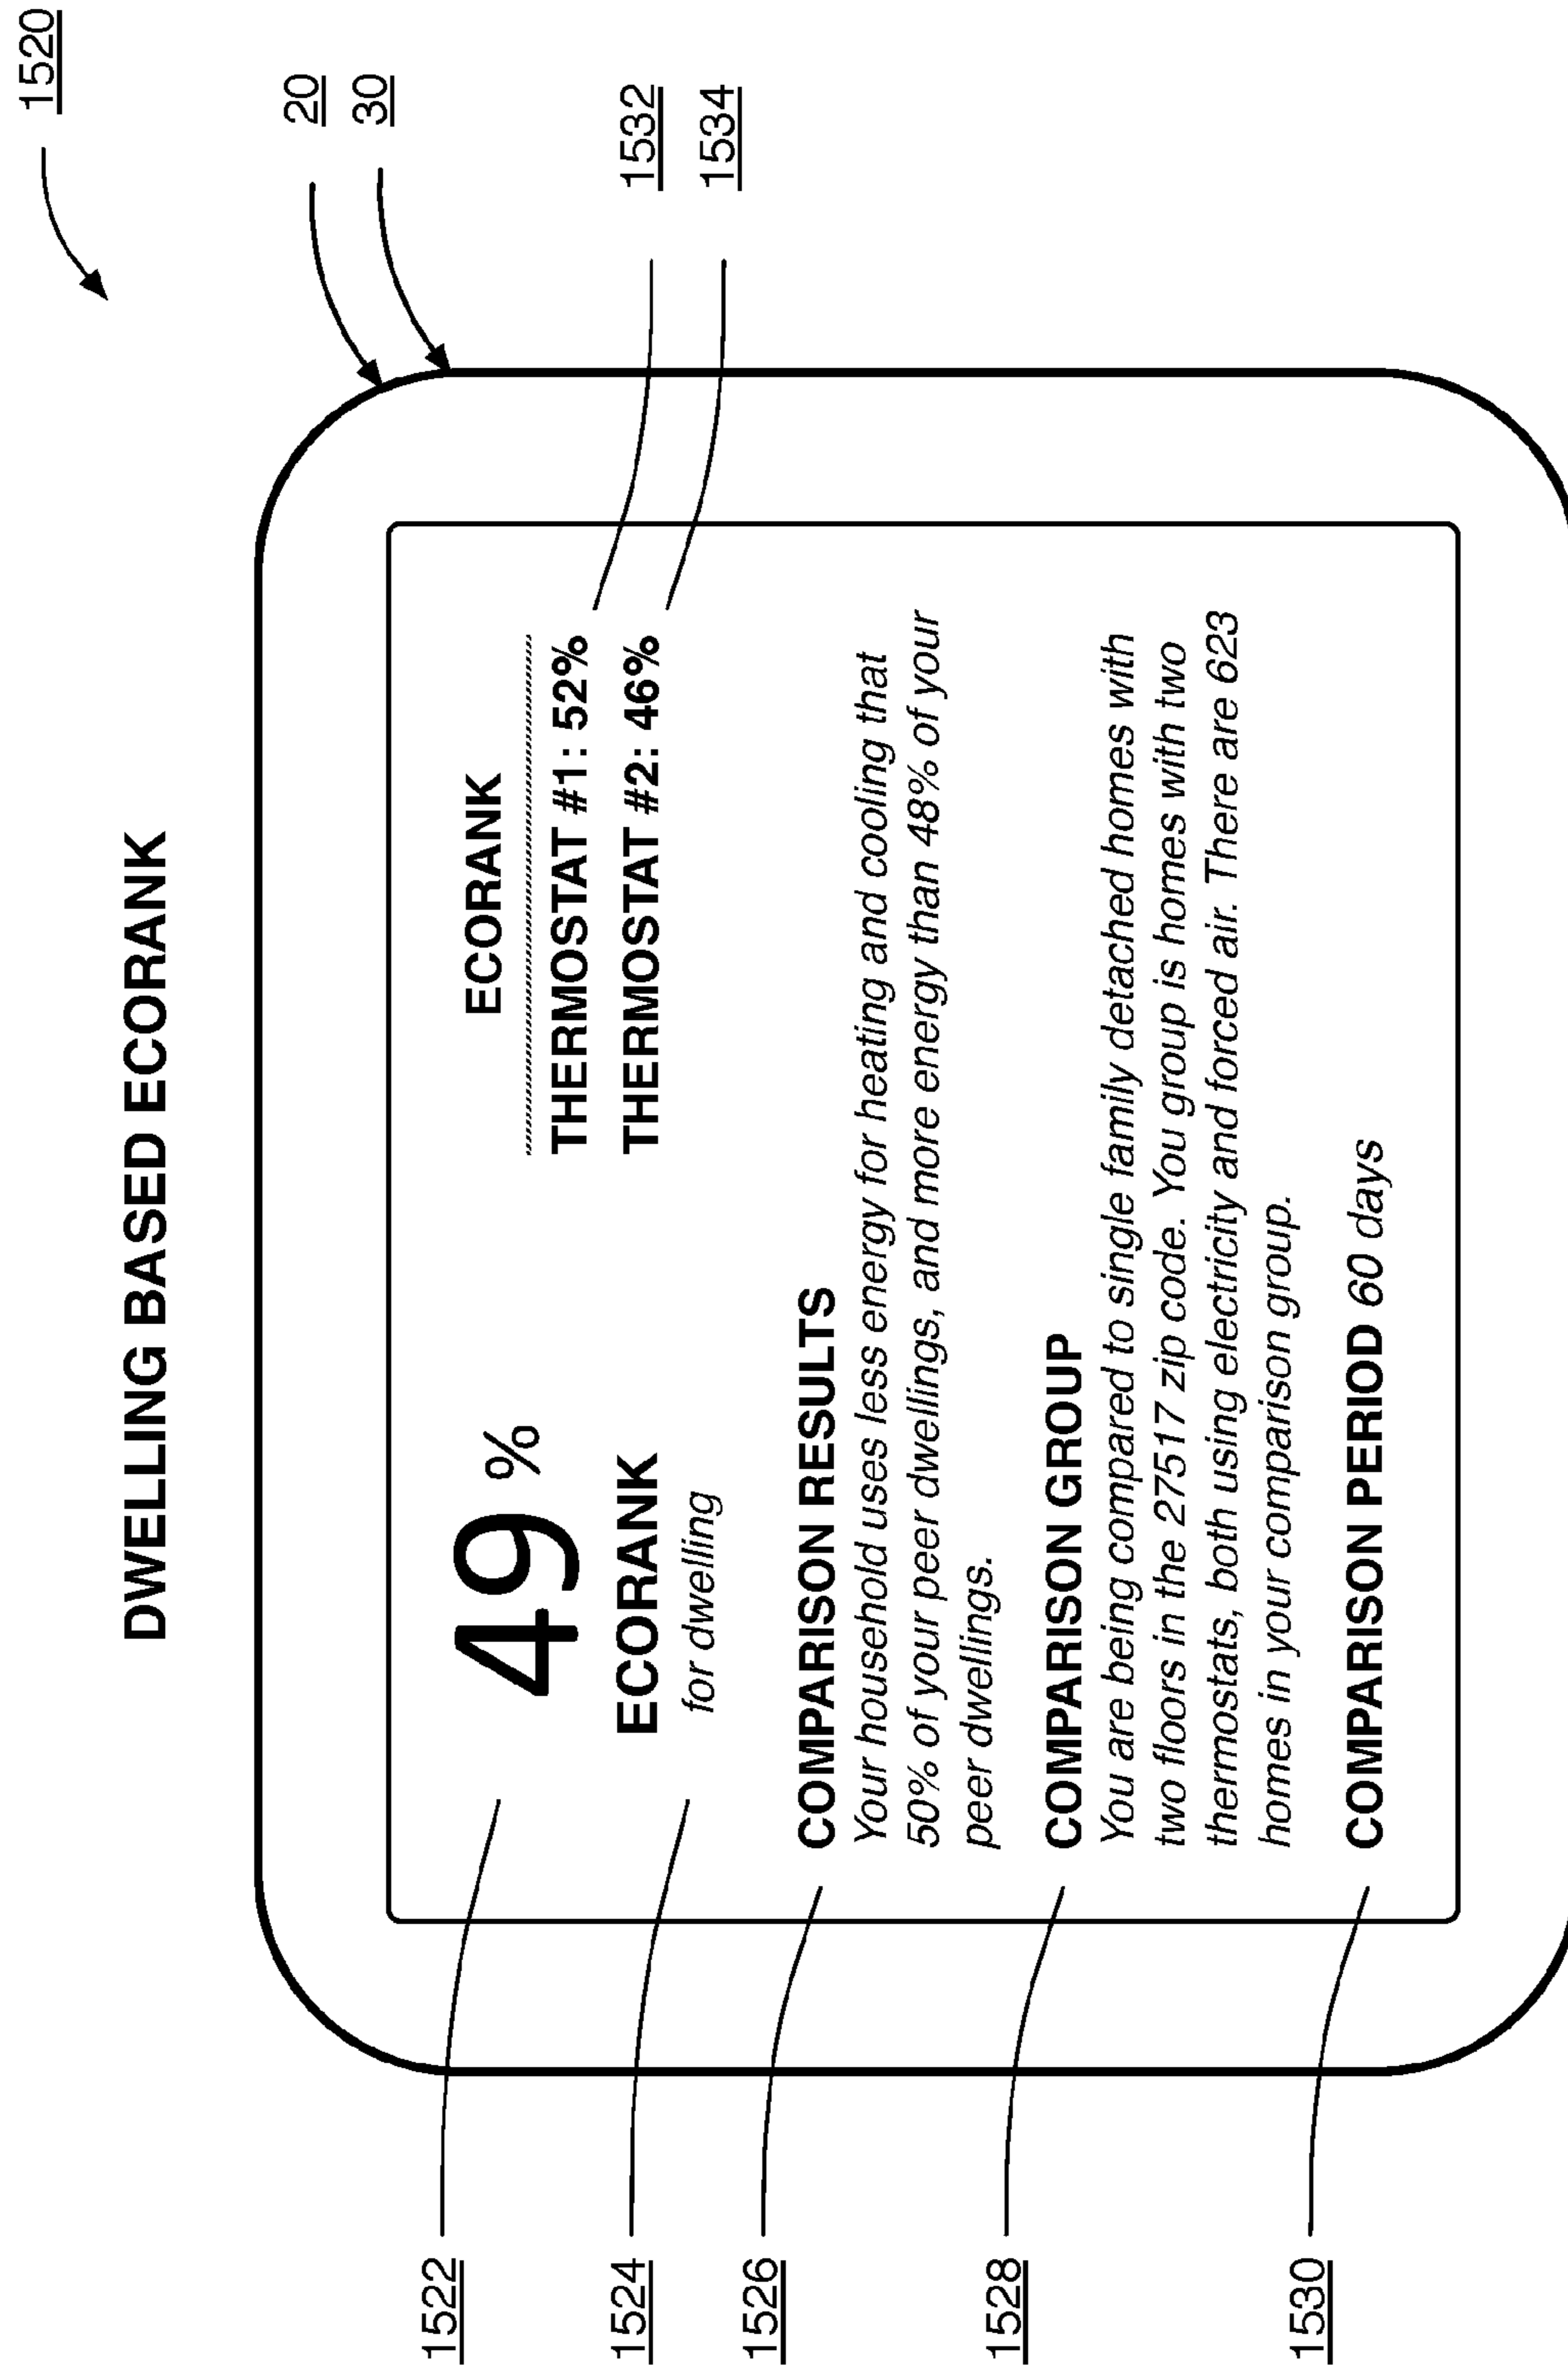 1520
DWELLING BASED ECORANK
20
30
1522
49 %
ECORANK
THERMOSTAT #1: 52%
1532
THERMOSTAT #2: 46%
1534
1524
ECORANK
for dwelling
1526
COMPARISON RESULTS
Your household uses less energy for heating and cooling that
50% of your peer dwellings, and more energy than 48% of your
peer dwellings.
1528
COMPARISON GROUP
You are being compared to single family detached homes with
two floors in the 27517 zip code. You group is homes with two
thermostats, both using electricity and forced air. There are 623
homes in your comparison group.
1530
COMPARISON PERIOD 60 days